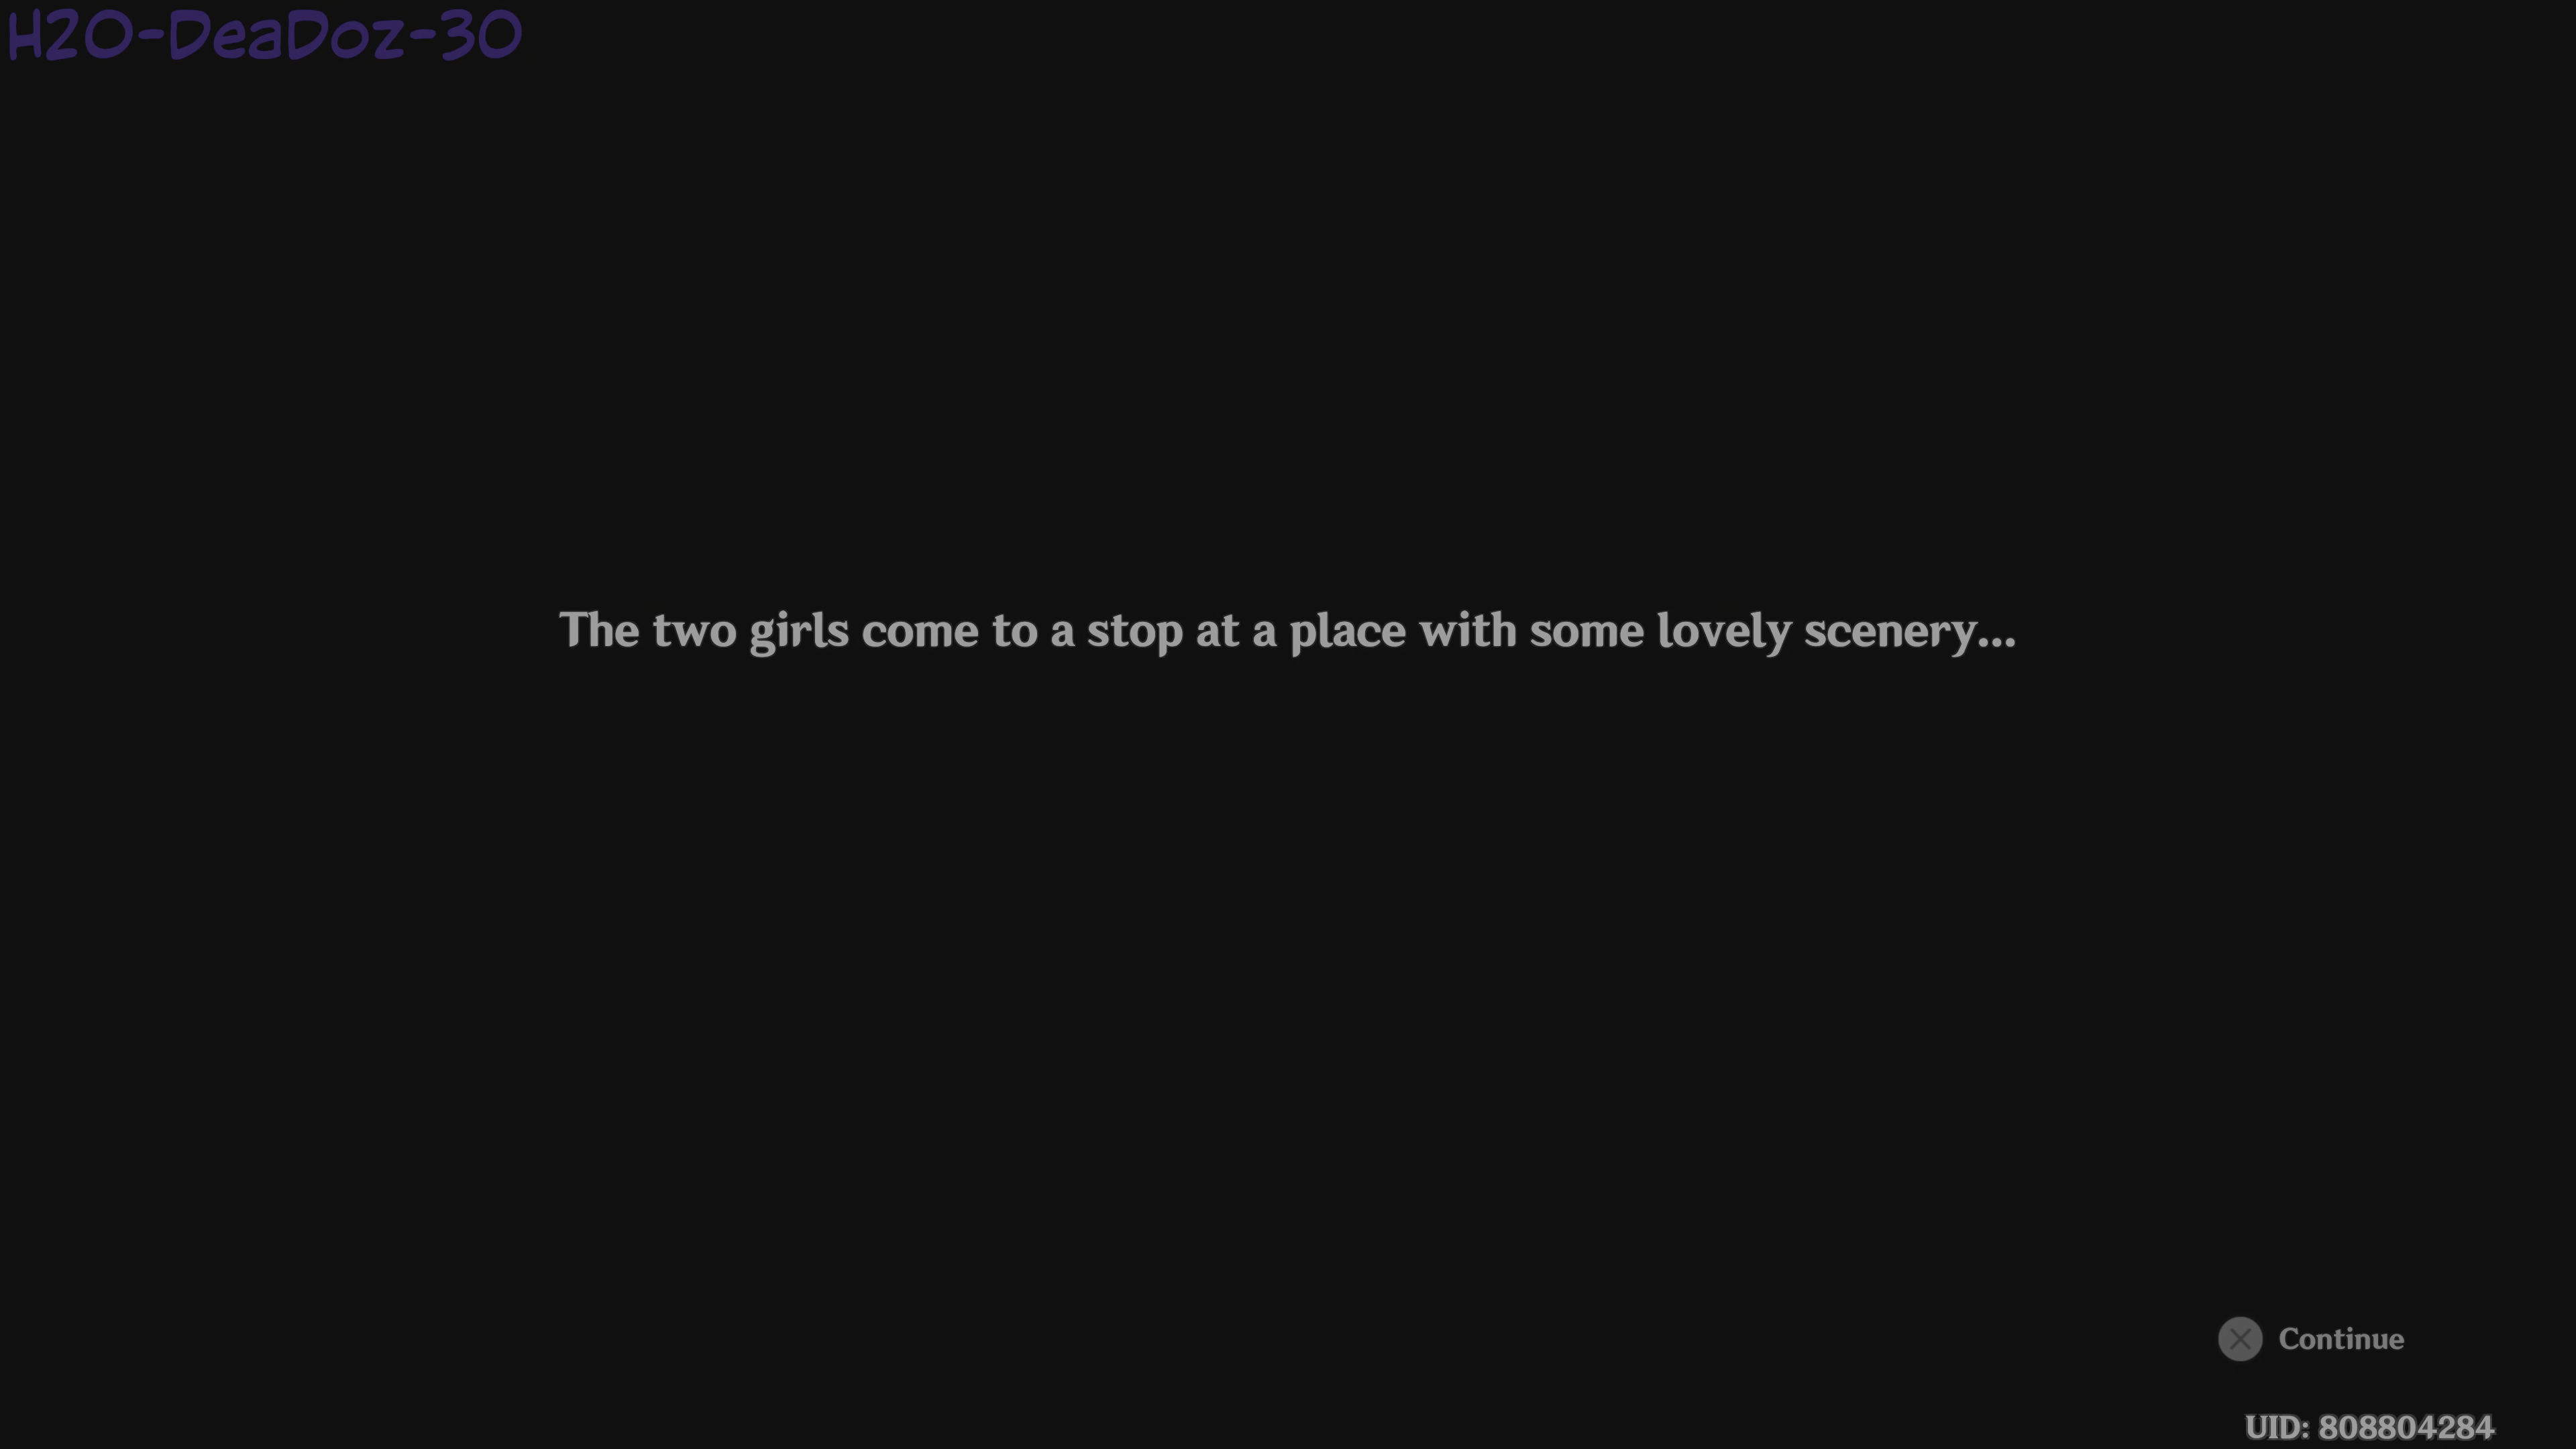 H2O-DeaDoz-30
The two girls come to a stop at a place with some lovely scenery...
Continue
UID: 808804284